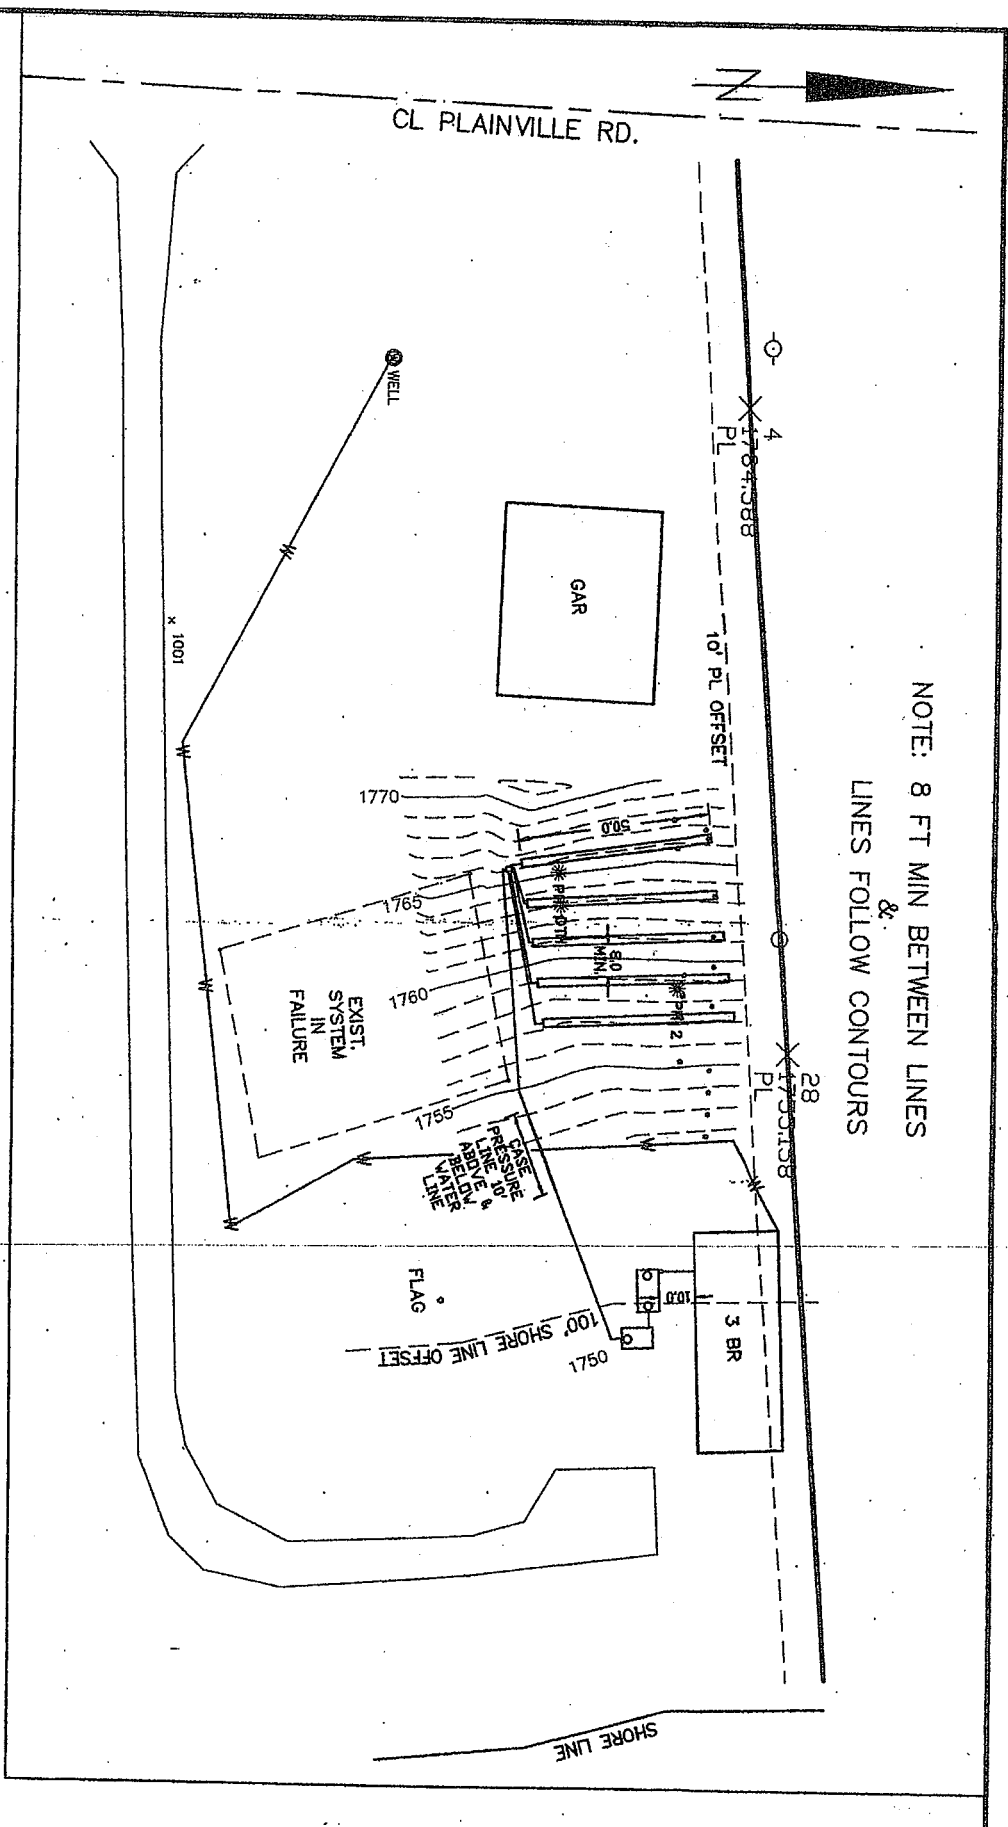 NOTE: 8 FT MIN BETWEEN LINES
&
LINES FOLLOW CONTOURS
N
CL PLAINVILLE RD.
4
1784.588
PL
28
PL
10' PL OFFSET
W WELL
GAR
W
W
W
W
W
W
W
x 1001
1770
1765
1760
1755
1750
50.0
8.0
MIN.
EXIST.
SYSTEM
IN
FAILURE
CASE
PRESSURE
LINE 10'
ABOVE &
BELOW
WATER
LINE
FLAG
10.0
3 BR
100' SHORE LINE OFFSET
SHORE LINE